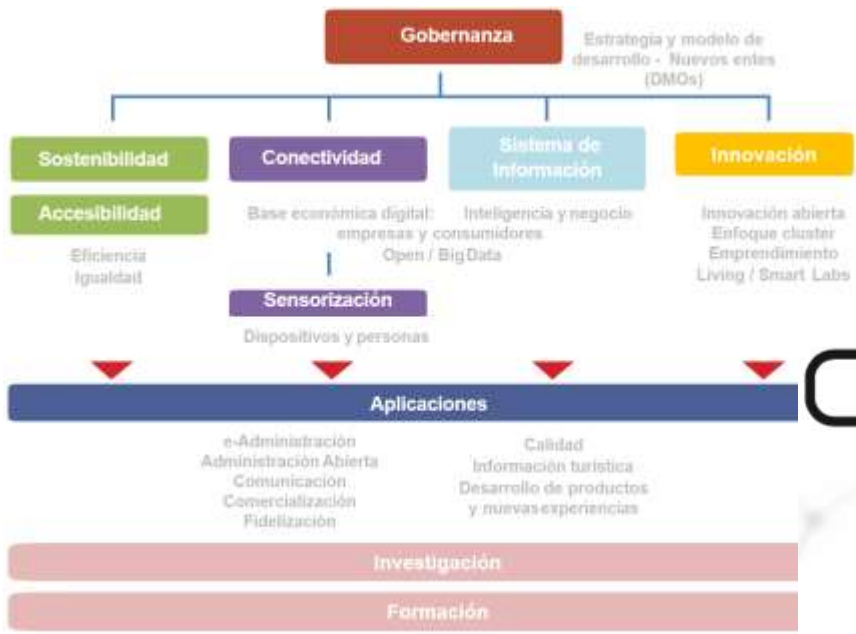 Gobernanza
Estrategia y modelo de
desarrollo - Nuevos entes
(DMOs)
Sostenibilidad
Accesibilidad
Eficiencia
Igualdad
Conectividad
Sistema de
Información
Base económica digital:
empresas y consumidores
Open / Big Data
Inteligencia y negocio
Innovación
Innovación abierta
Enfoque cluster
Emprendimiento
Living / Smart Labs
Sensorización
Dispositivos y personas
Aplicaciones
e-Administración
Administración Abierta
Comunicación
Comercialización
Fidelización
Calidad
Información turística
Desarrollo de productos
y nuevas experiencias
Investigación
Formación